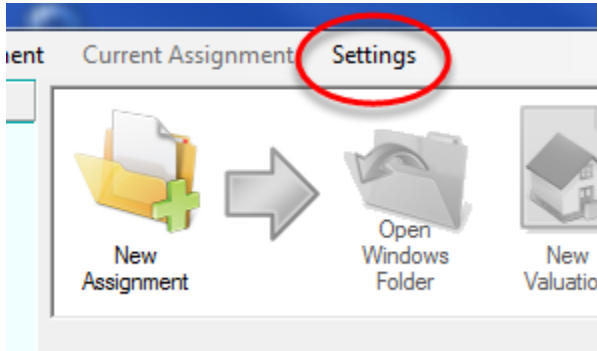 ent Current Assignment Settings
New
Assignment
Open
Windows
Folder
New
Valuatio